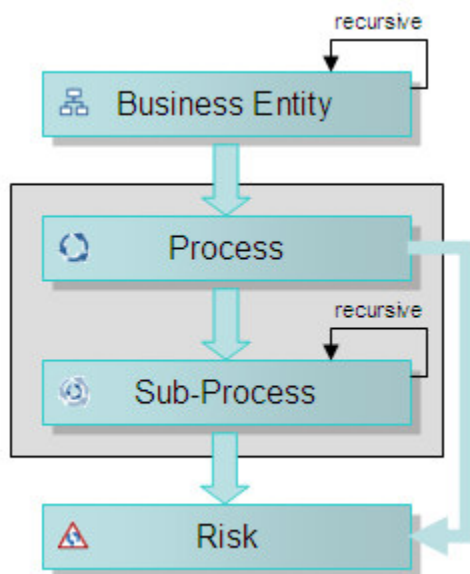 recursive
Business Entity
Process
recursive
Sub-Process
Risk